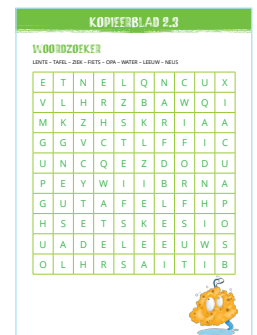 KOPIEERBLAD 2.3
WOORDZOEKER
LENTE – TAFEL – ZIEK – FIETS – OPA – WATER – LEEUW – NEUS
E T N E L Q N C U X
V L H R Z B A W Q I
M K Z H S K R I A A
G G V C T L F F I C
U N C Q E Z D O D U
P E Y W I I B R N A
G U T A F E L F H P
H S E T S K E S I O
U A D E L E E U W S
O L H R S A I T I B